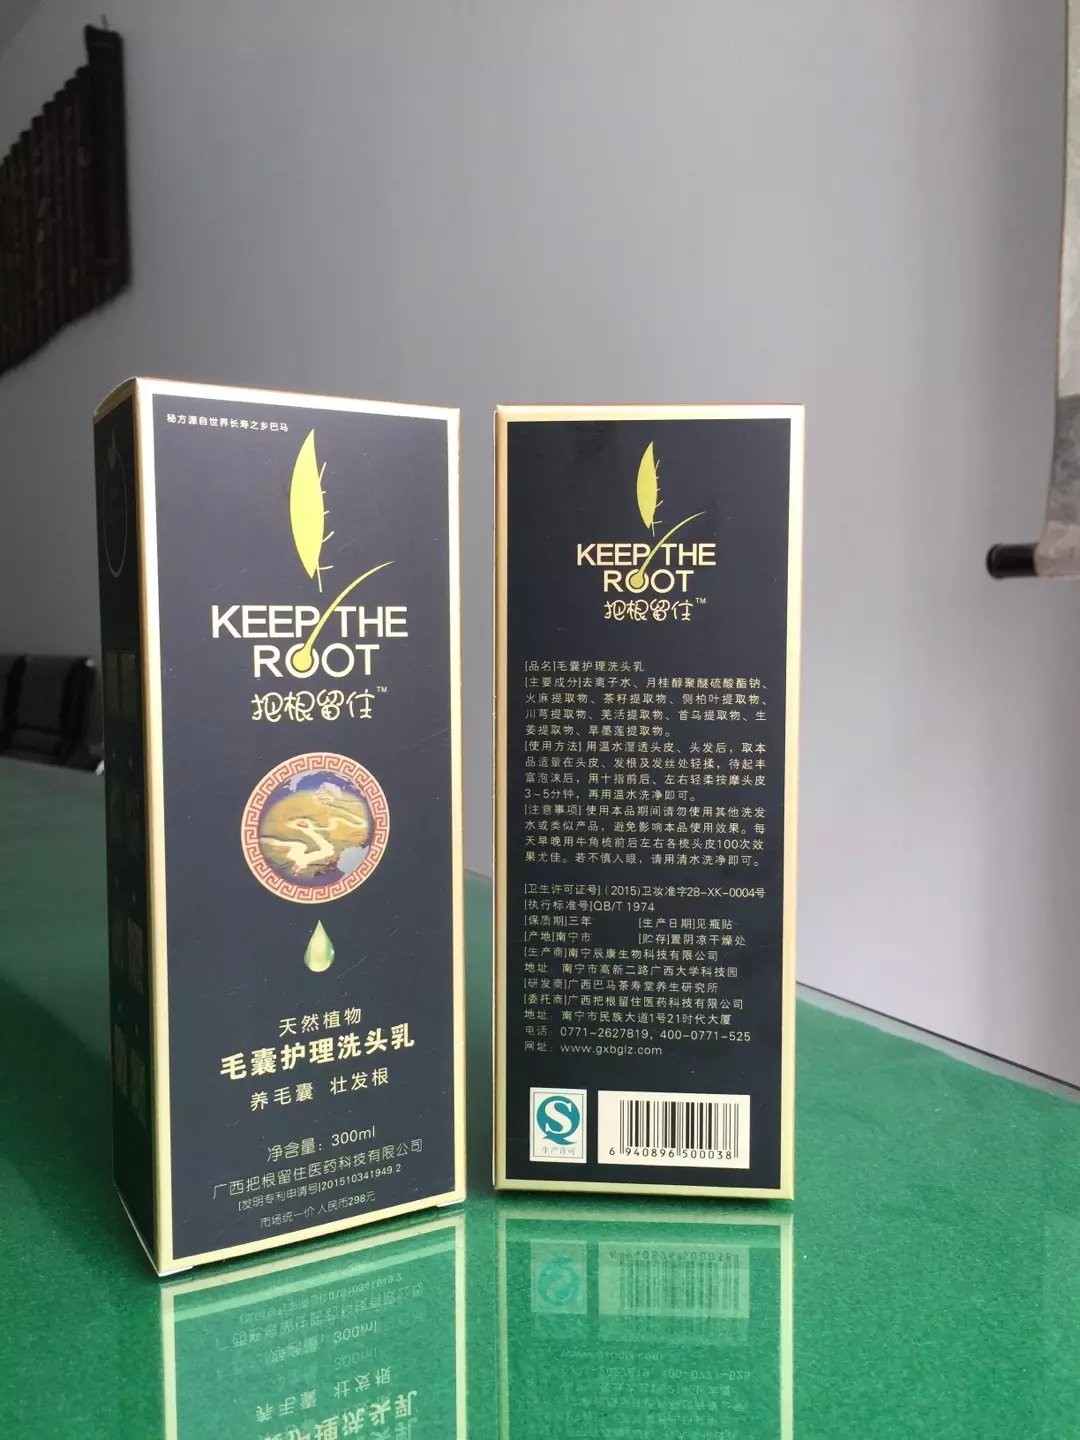 秘方源自世界长寿之乡巴马
KEEP THE
ROOT
把根留住™
天然植物
毛囊护理洗头乳
养毛囊 壮发根
净含量：300ml
广西把根留住医药科技有限公司
[发明专利申请号]201510341949.2
市场统一价 人民币298元
KEEP THE
ROOT
把根留住™
[品名]毛囊护理洗头乳
[主要成分]去离子水、月桂醇聚醚硫酸酯钠、
火麻提取物、茶籽提取物、侧柏叶提取物、
川芎提取物、羌活提取物、首乌提取物、生
姜提取物、旱墨莲提取物。
[使用方法]用温水湿透头皮、头发后，取本
品适量在头皮、发根及发丝处轻揉，待起丰
富泡沫后，用十指前后、左右轻柔按摩头皮
3~5分钟，再用温水洗净即可。
[注意事项]使用本品期间请勿使用其他洗发
水或类似产品，避免影响本品使用效果。每
天早晚用牛角梳前后左右各梳头皮100次效
果尤佳。若不慎入眼，请用清水洗净即可。
[卫生许可证号]（2015)卫妆准字28-XK-0004号
[执行标准号]QB/T 1974
[保质期]三年 [生产日期]见瓶贴
[产地]南宁市 [贮存]置阴凉干燥处
[生产商]南宁辰康生物科技有限公司
地址：南宁市高新二路广西大学科技园
[研发商]广西巴马茶寿堂养生研究所
[委托商]广西把根留住医药科技有限公司
地址：南宁市民族大道1号21时代大厦
电话：0771-2627819，400-0771-525
网址：www.gxbglz.com
生产许可
6 940896 500038